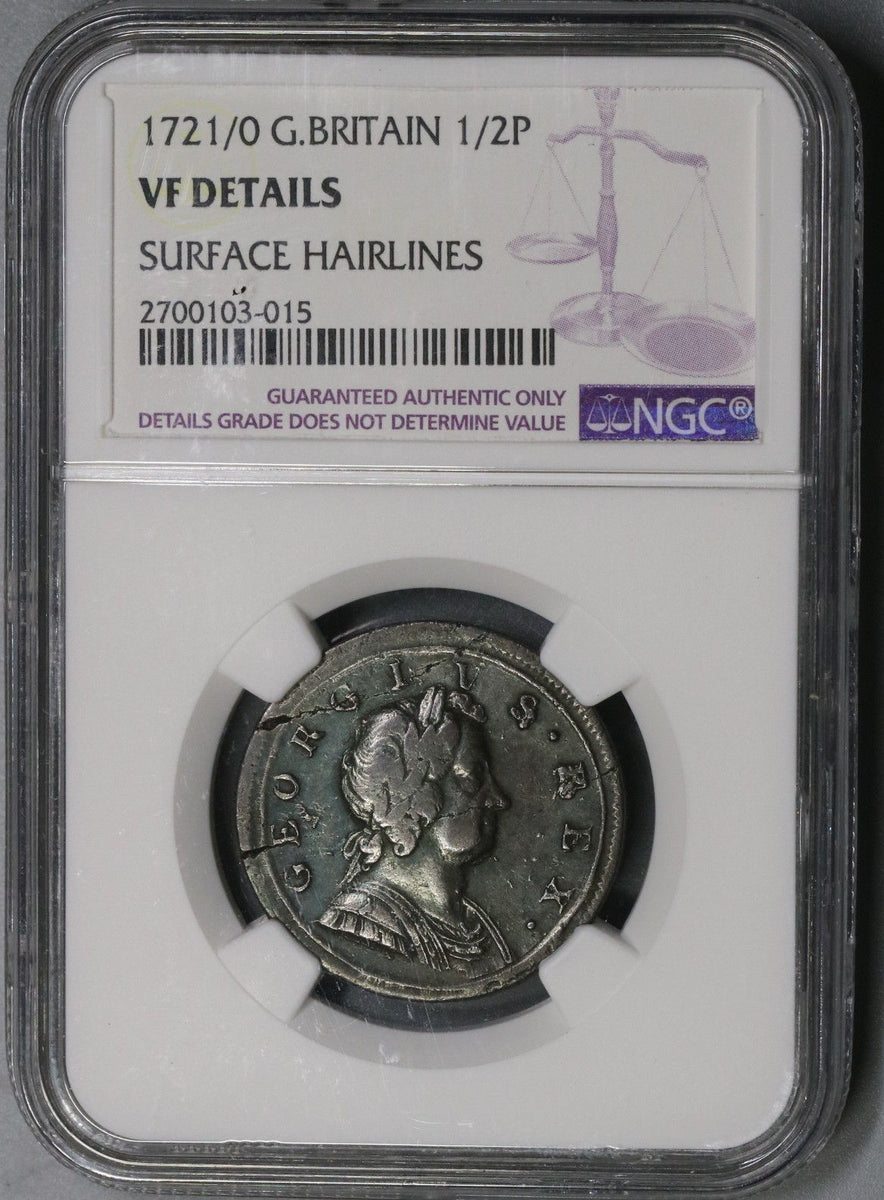 1721/0 G.BRITAIN 1/2P
VF DETAILS
SURFACE HAIRLINES
2700103-015
GUARANTEED AUTHENTIC ONLY
DETAILS GRADE DOES NOT DETERMINE VALUE
NGC®
GEORGIVS·REX·